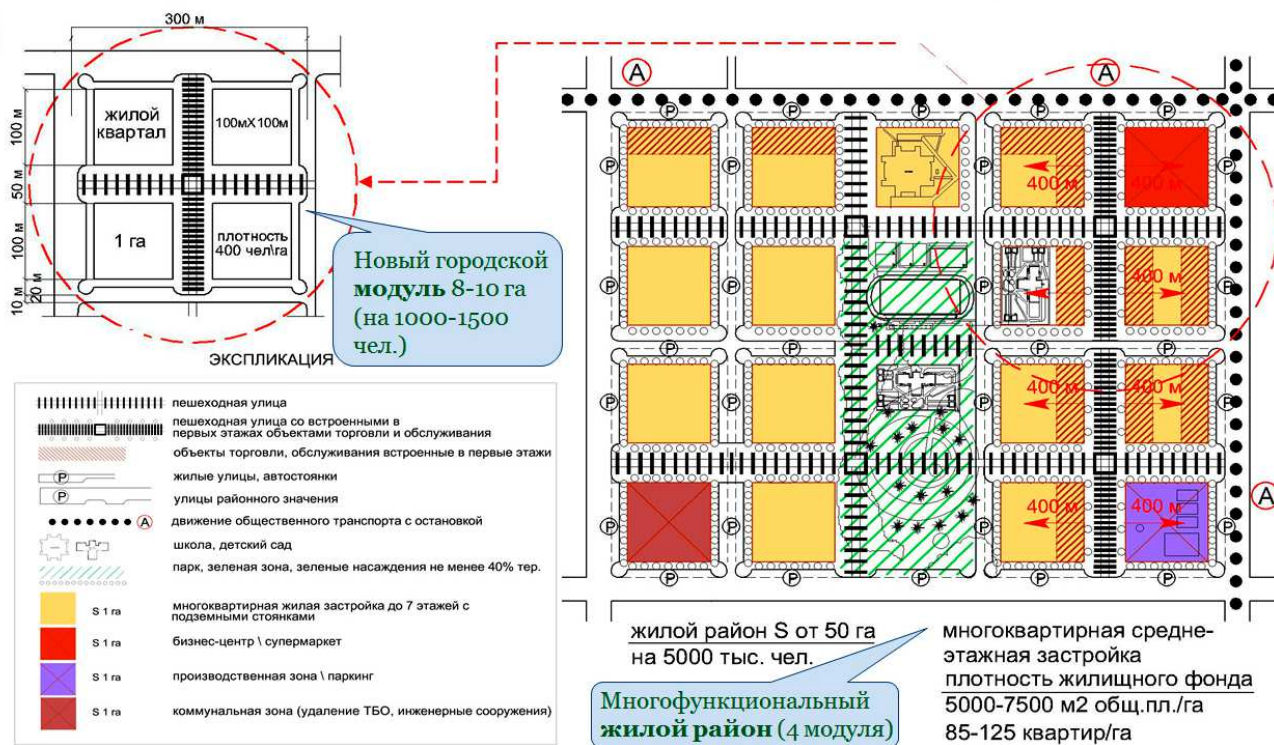 300 м
100 м
50 м
100 м
10 м
20 м
жилой
квартал
100мX100м
1 га
плотность
400 чел\га
Новый городской
модуль 8-10 га
(на 1000-1500
чел.)
ЭКСПЛИКАЦИЯ
пешеходная улица
пешеходная улица со встроенными в
первых этажах объектами торговли и обслуживания
объекты торговли, обслуживания встроенные в первые этажи
P жилые улицы, автостоянки
P улицы районного значения
A движение общественного транспорта с остановкой
школа, детский сад
парк, зеленая зона, зеленые насаждения не менее 40% тер.
S 1 га многоквартирная жилая застройка до 7 этажей с
подземными стоянками
S 1 га бизнес-центр \ супермаркет
S 1 га производственная зона \ паркинг
S 1 га коммунальная зона (удаление ТБО, инженерные сооружения)
A A
P P P P P
P P P P
400 м 400 м
P P P P
400 м 400 м
P P P P
P P P P
400 м 400 м
P P P P
400 м 400 м
A
P P P P P
жилой район S от 50 га
на 5000 тыс. чел.
Многофункциональный
жилой район (4 модуля)
многоквартирная средне-
этажная застройка
плотность жилищного фонда
5000-7500 м2 общ.пл./га
85-125 квартир/га